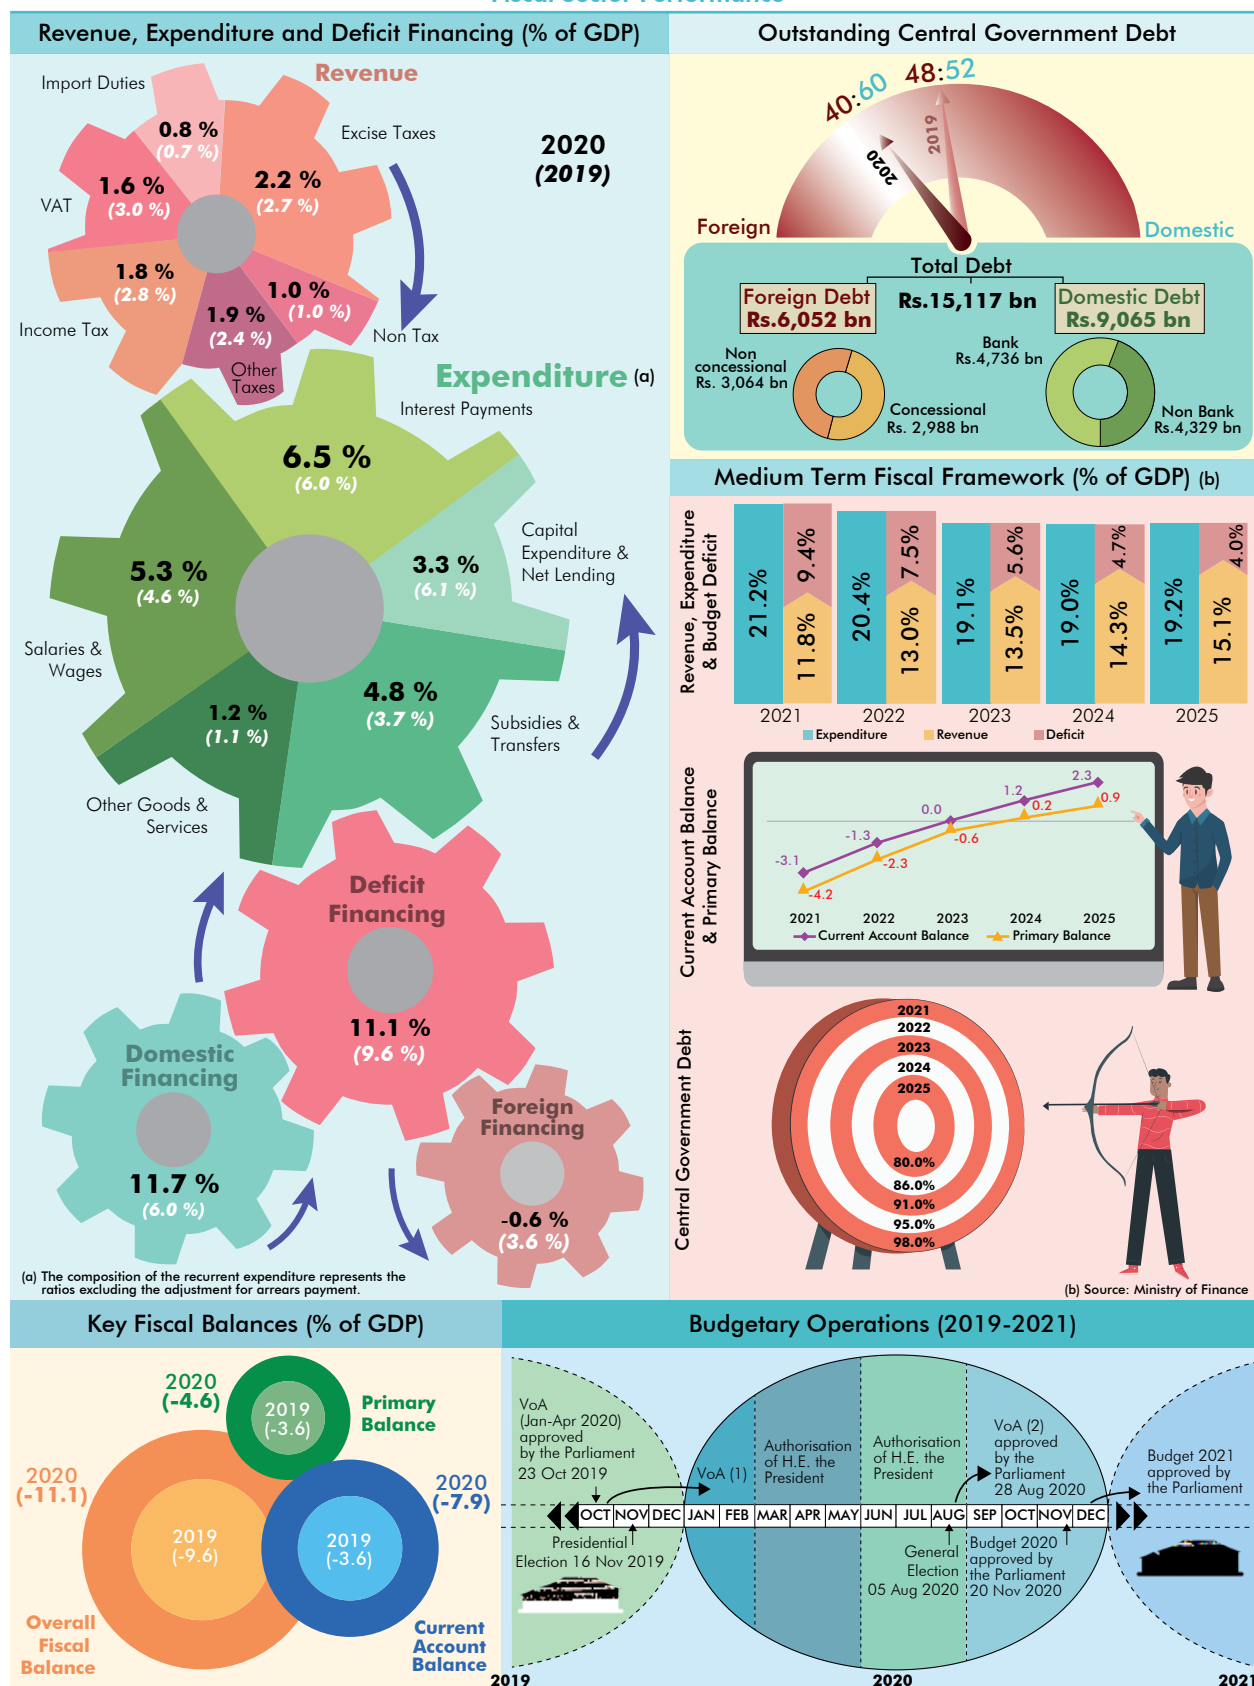 Fiscal Sector Performance
Revenue, Expenditure and Deficit Financing (% of GDP)
Revenue
Import Duties
0.8 %
(0.7 %)
Excise Taxes
2.2 %
(2.7 %)
2020
(2019)
VAT
1.6 %
(3.0 %)
1.8 %
(2.8 %)
Income Tax
1.9 %
(2.4 %)
Other
Taxes
1.0 %
(1.0 %)
Non Tax
Expenditure (a)
Interest Payments
6.5 %
(6.0 %)
Capital
Expenditure &
Net Lending
3.3 %
(6.1 %)
5.3 %
(4.6 %)
Salaries &
Wages
4.8 %
(3.7 %)
Subsidies &
Transfers
1.2 %
(1.1 %)
Other Goods &
Services
Deficit
Financing
11.1 %
(9.6 %)
Domestic
Financing
11.7 %
(6.0 %)
Foreign
Financing
-0.6 %
(3.6 %)
(a) The composition of the recurrent expenditure represents the
ratios excluding the adjustment for arrears payment.
Outstanding Central Government Debt
40:60
48:52
2020
2019
Foreign
Domestic
Total Debt
Rs.15,117 bn
Foreign Debt
Rs.6,052 bn
Domestic Debt
Rs.9,065 bn
Non
concessional
Rs. 3,064 bn
Concessional
Rs. 2,988 bn
Bank
Rs.4,736 bn
Non Bank
Rs.4,329 bn
Medium Term Fiscal Framework (% of GDP) (b)
Revenue, Expenditure
& Budget Deficit
21.2%
9.4%
11.8%
20.4%
7.5%
13.0%
19.1%
5.6%
13.5%
19.0%
4.7%
14.3%
19.2%
4.0%
15.1%
2021 2022 2023 2024 2025
Expenditure Revenue Deficit
Current Account Balance
& Primary Balance
-3.1
-1.3
0.0
1.2
2.3
-4.2
-2.3
-0.6
0.2
0.9
2021 2022 2023 2024 2025
Current Account Balance Primary Balance
Central Government Debt
2021
2022
2023
2024
2025
80.0%
86.0%
91.0%
95.0%
98.0%
(b) Source: Ministry of Finance
Key Fiscal Balances (% of GDP)
2020
(-4.6)
2019
(-3.6)
Primary
Balance
2020
(-11.1)
2019
(-9.6)
Overall
Fiscal
Balance
2020
(-7.9)
2019
(-3.6)
Current
Account
Balance
Budgetary Operations (2019-2021)
VoA
(Jan-Apr 2020)
approved
by the Parliament
23 Oct 2019
VoA (1)
Authorisation
of H.E. the
President
Authorisation
of H.E. the
President
VoA (2)
approved
by the
Parliament
28 Aug 2020
Budget 2021
approved by
the Parliament
OCT NOV DEC JAN FEB MAR APR MAY JUN JUL AUG SEP OCT NOV DEC
Presidential
Election 16 Nov 2019
General
Election
05 Aug 2020
Budget 2020
approved by
the Parliament
20 Nov 2020
2019 2020 2021